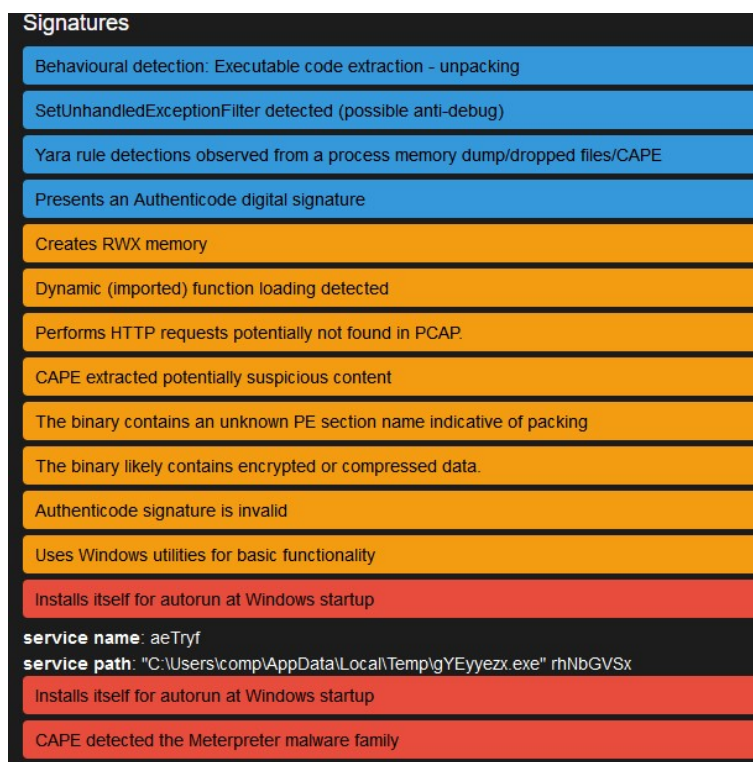 Signatures
Behavioural detection: Executable code extraction - unpacking
SetUnhandledExceptionFilter detected (possible anti-debug)
Yara rule detections observed from a process memory dump/dropped files/CAPE
Presents an Authenticode digital signature
Creates RWX memory
Dynamic (imported) function loading detected
Performs HTTP requests potentially not found in PCAP.
CAPE extracted potentially suspicious content
The binary contains an unknown PE section name indicative of packing
The binary likely contains encrypted or compressed data.
Authenticode signature is invalid
Uses Windows utilities for basic functionality
Installs itself for autorun at Windows startup
service name: aeTryf
service path: "C:\Users\comp\AppData\Local\Temp\gYEyyezx.exe" rhNbGVSx
Installs itself for autorun at Windows startup
CAPE detected the Meterpreter malware family